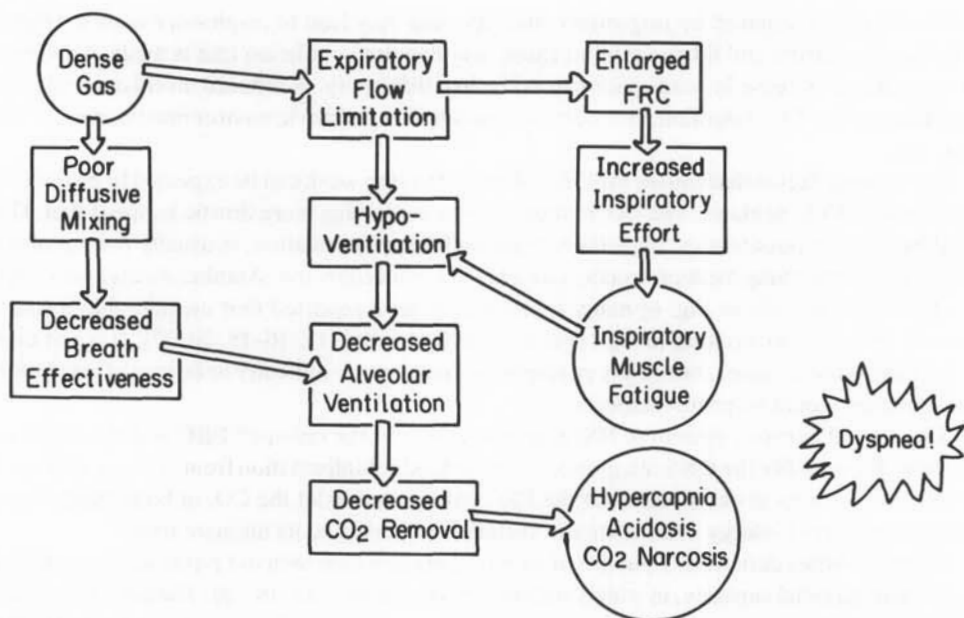 Dense
Gas
Expiratory
Flow
Limitation
Enlarged
FRC
Poor
Diffusive
Mixing
Hypo-
Ventilation
Increased
Inspiratory
Effort
Decreased
Breath
Effectiveness
Decreased
Alveolar
Ventilation
Inspiratory
Muscle
Fatigue
Dyspnea!
Decreased
CO2 Removal
Hypercapnia
Acidosis
CO2 Narcosis